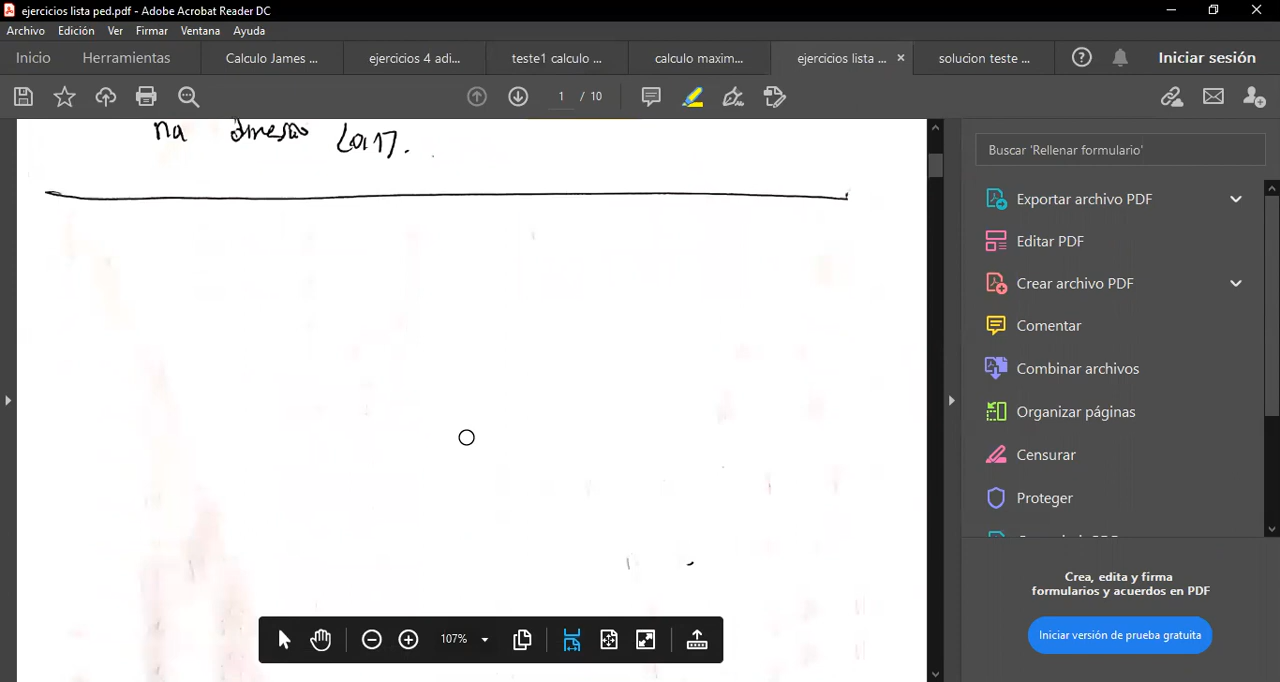 ejercicios lista ped.pdf - Adobe Acrobat Reader DC
Archivo Edición Ver Firmar Ventana Ayuda
Inicio Herramientas Calculo James ... ejercicios 4 adi... teste1 calculo ... calculo maxim... ejercicios lista ... × solucion teste ... Iniciar sesión
1 / 10
na (0,1).
Buscar 'Rellenar formulario'
Exportar archivo PDF
Editar PDF
Crear archivo PDF
Comentar
Combinar archivos
Organizar páginas
Censurar
Proteger
Crea, edita y firma
formularios y acuerdos en PDF
Iniciar versión de prueba gratuita
107%